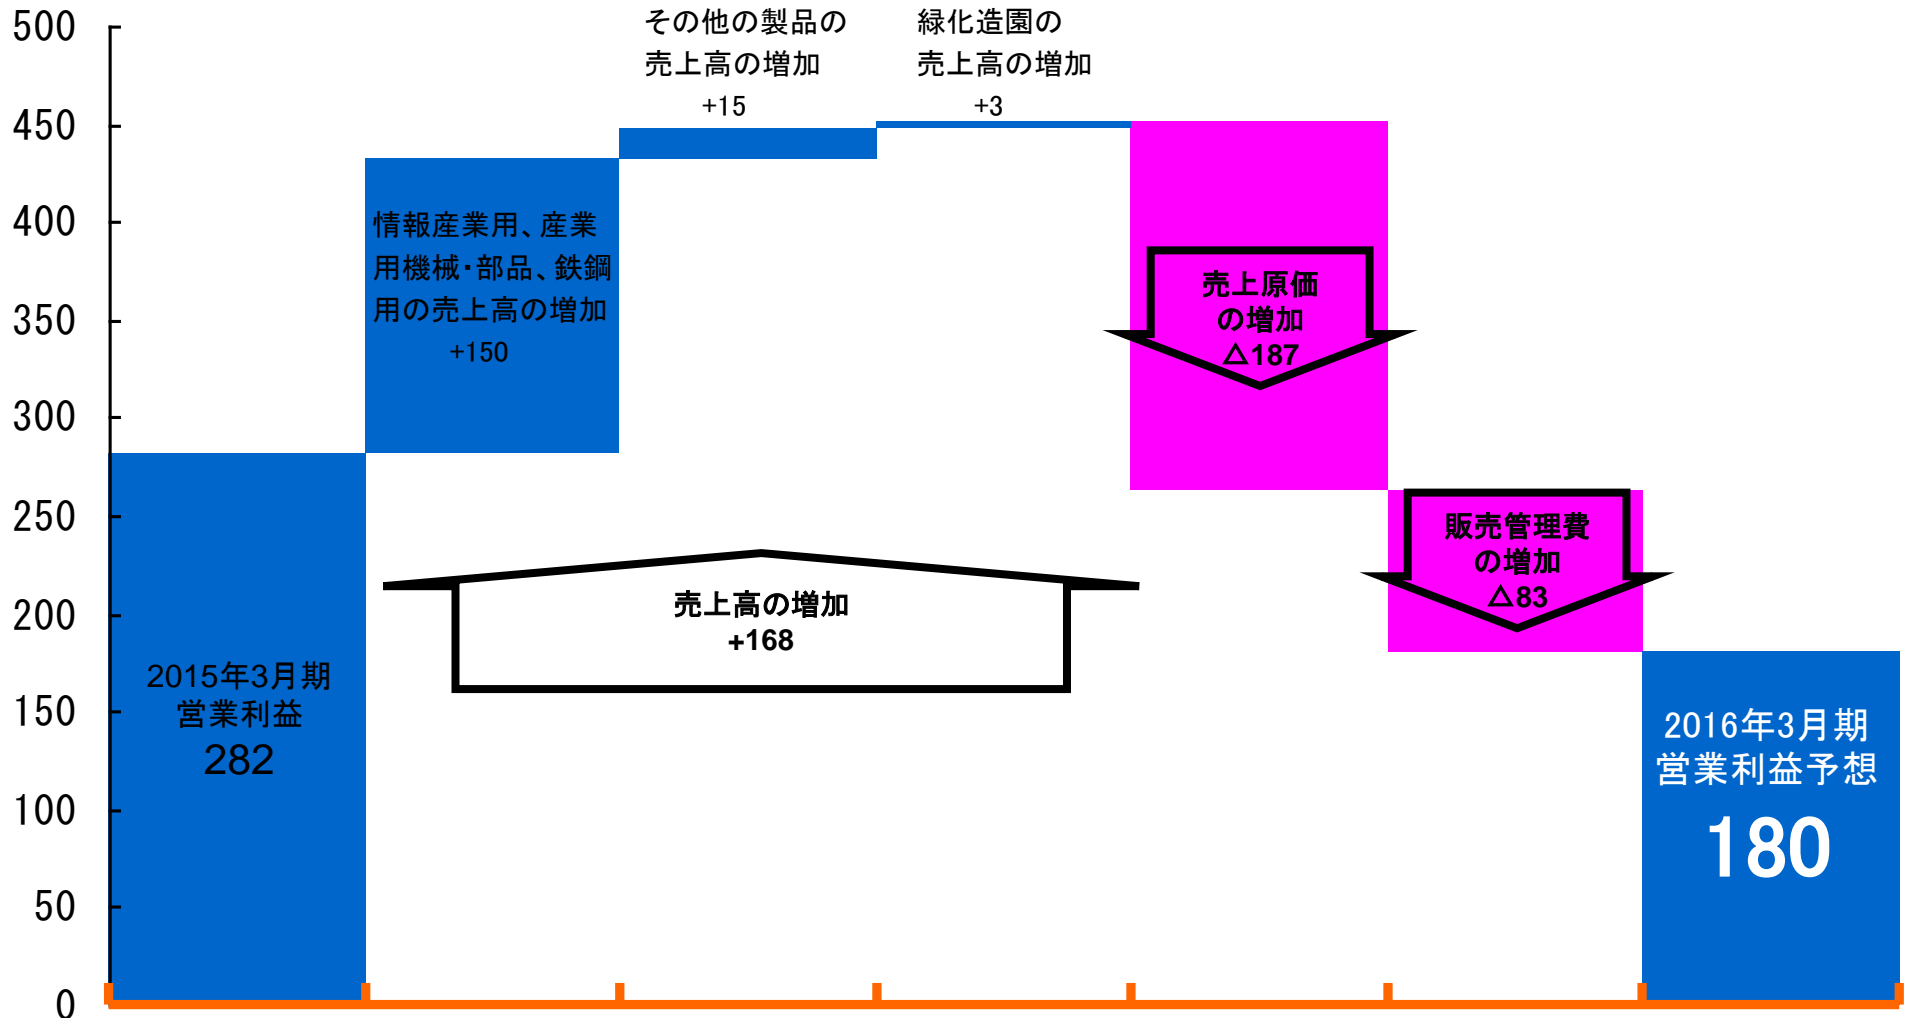 500
450
400
350
300
250
200
150
100
50
0
2015年3月期
営業利益
282
情報産業用、産業
用機械・部品、鉄鋼
用の売上高の増加
+150
その他の製品の
売上高の増加
+15
緑化造園の
売上高の増加
+3
売上高の増加
+168
売上原価
の増加
△187
販売管理費
の増加
△83
2016年3月期
営業利益予想
180